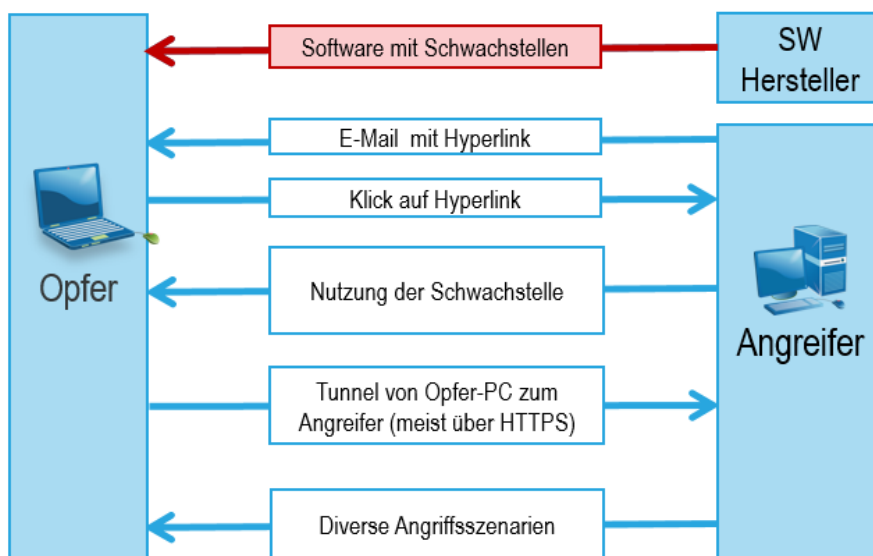 Software mit Schwachstellen
SW
Hersteller
E-Mail mit Hyperlink
Klick auf Hyperlink
Opfer
Nutzung der Schwachstelle
Angreifer
Tunnel von Opfer-PC zum
Angreifer (meist über HTTPS)
Diverse Angriffsszenarien